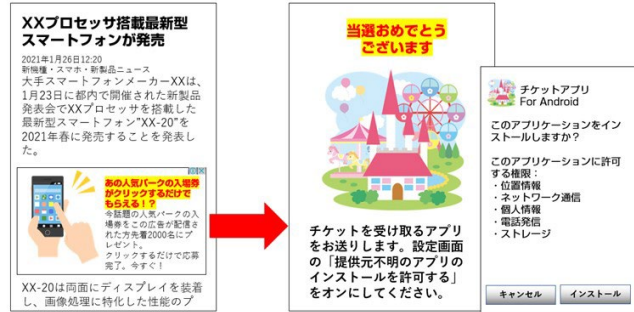 XXプロセッサ搭載最新型
スマートフォンが発売
2021年1月26日12:20
新機種・スマホ・新製品ニュース
大手スマートフォンメーカーXXは、
1月23日に都内で開催された新製品
発表会でXXプロセッサを搭載した
最新型スマートフォン"XX-20"を
2021年春に発売することを発表し
た。
あの人気パークの入場券
がクリックするだけで
もらえる！？
今話題の人気パークの入
場券をこの広告が配信さ
れた方先着2000名にプ
レゼント。
クリックするだけで応募
完了。今すぐ！
XX-20は両面にディスプレイを装着
し、画像処理に特化した性能のプ
当選おめでとう
ございます
チケットを受け取るアプリ
をお送りします。設定画面
の「提供元不明のアプリの
インストールを許可する」
をオンにしてください。
チケットアプリ
For Android
このアプリケーションをイン
ストールしますか？
このアプリケーションに許可
する権限：
・位置情報
・ネットワーク通信
・個人情報
・電話発信
・ストレージ
キャンセル
インストール